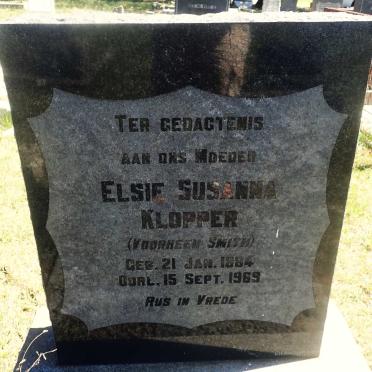 TER GEDAGTENIS
AAN ONS MOEDER
ELSIE SUSANNA
KLOPPER
(VOORHEEN SMITH)
GEB. 21 JAN. 1884
OORL. 15 SEPT. 1969
RUS IN VREDE